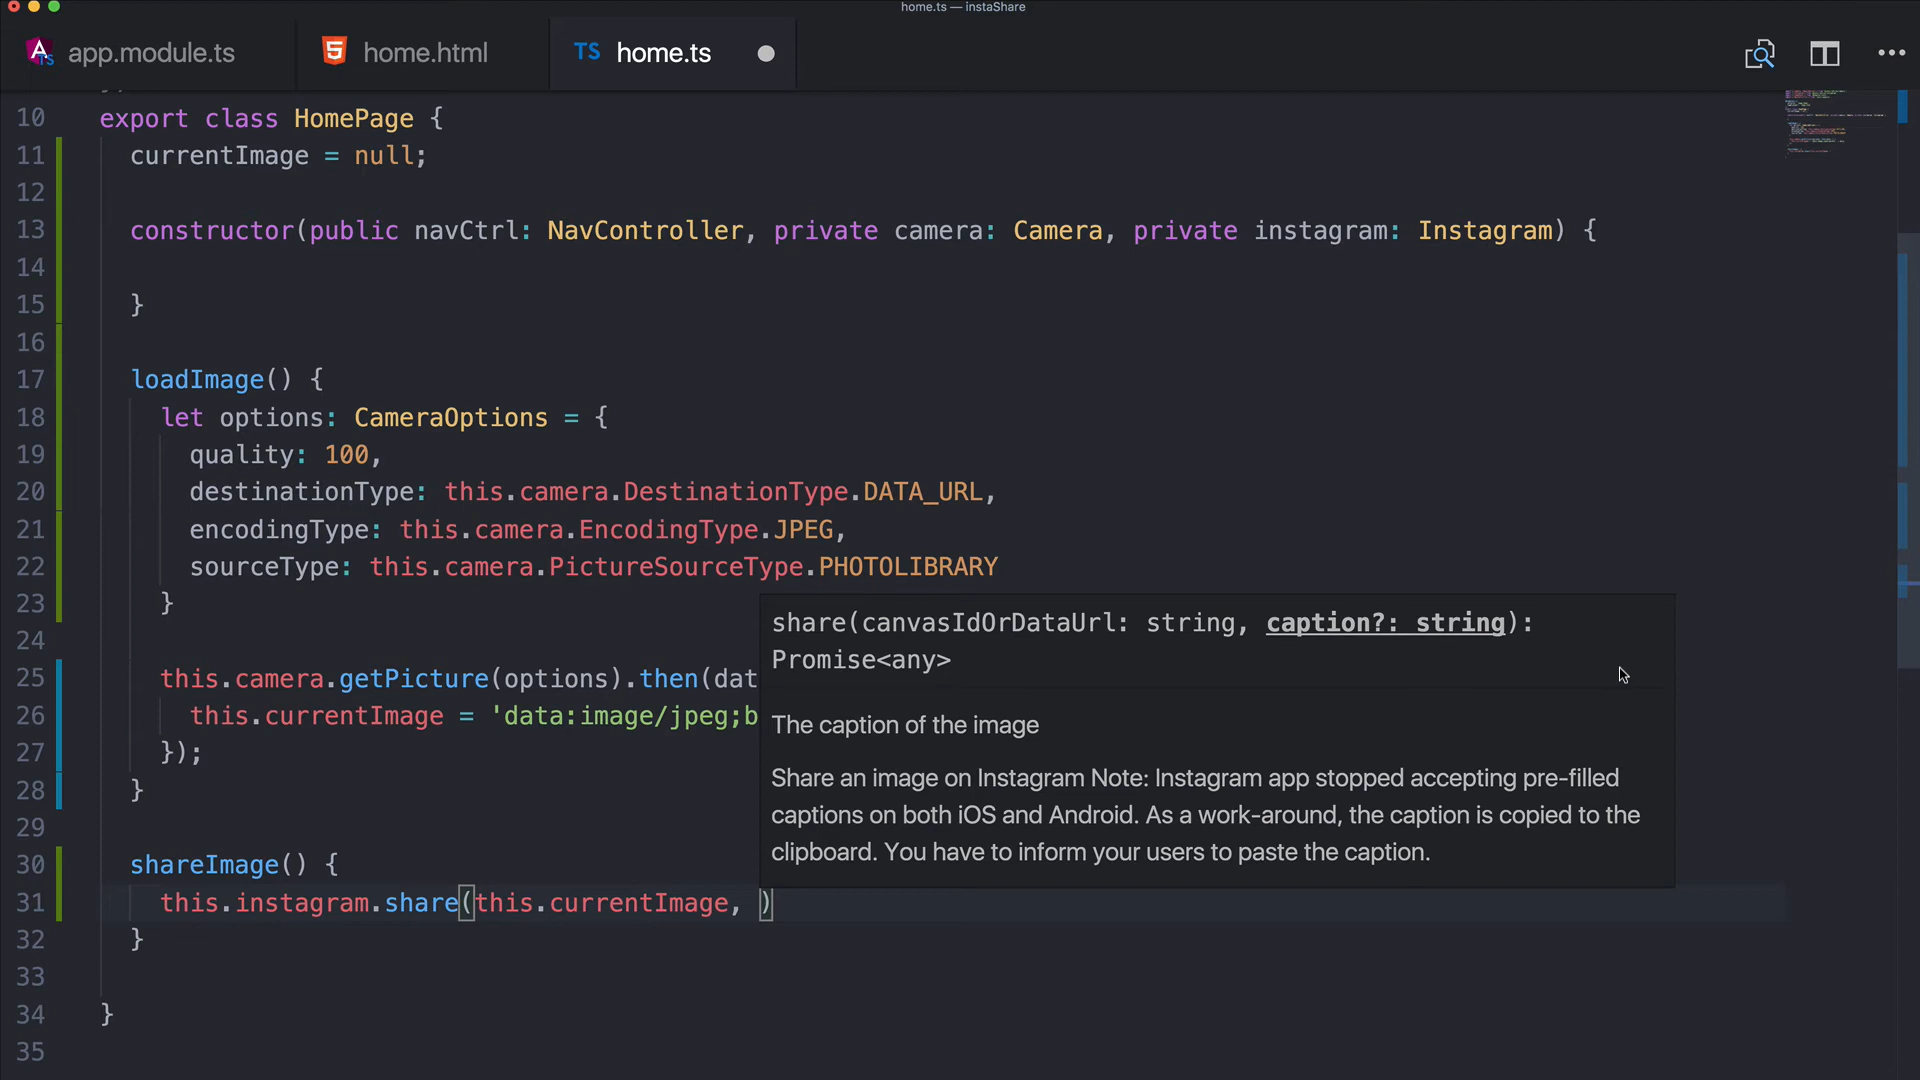 home.ts — instaShare
app.module.ts home.html TS home.ts
10 export class HomePage {
11 currentImage = null;
12
13 constructor(public navCtrl: NavController, private camera: Camera, private instagram: Instagram) {
14
15 }
16
17 loadImage() {
18 let options: CameraOptions = {
19 quality: 100,
20 destinationType: this.camera.DestinationType.DATA_URL,
21 encodingType: this.camera.EncodingType.JPEG,
22 sourceType: this.camera.PictureSourceType.PHOTOLIBRARY
23 }
24
25 this.camera.getPicture(options).then(dat
26 this.currentImage = 'data:image/jpeg;b
27 });
28 }
29
30 shareImage() {
31 this.instagram.share(this.currentImage, )
32 }
33
34 }
35
share(canvasIdOrDataUrl: string, caption?: string):
Promise<any>
The caption of the image
Share an image on Instagram Note: Instagram app stopped accepting pre-filled
captions on both iOS and Android. As a work-around, the caption is copied to the
clipboard. You have to inform your users to paste the caption.